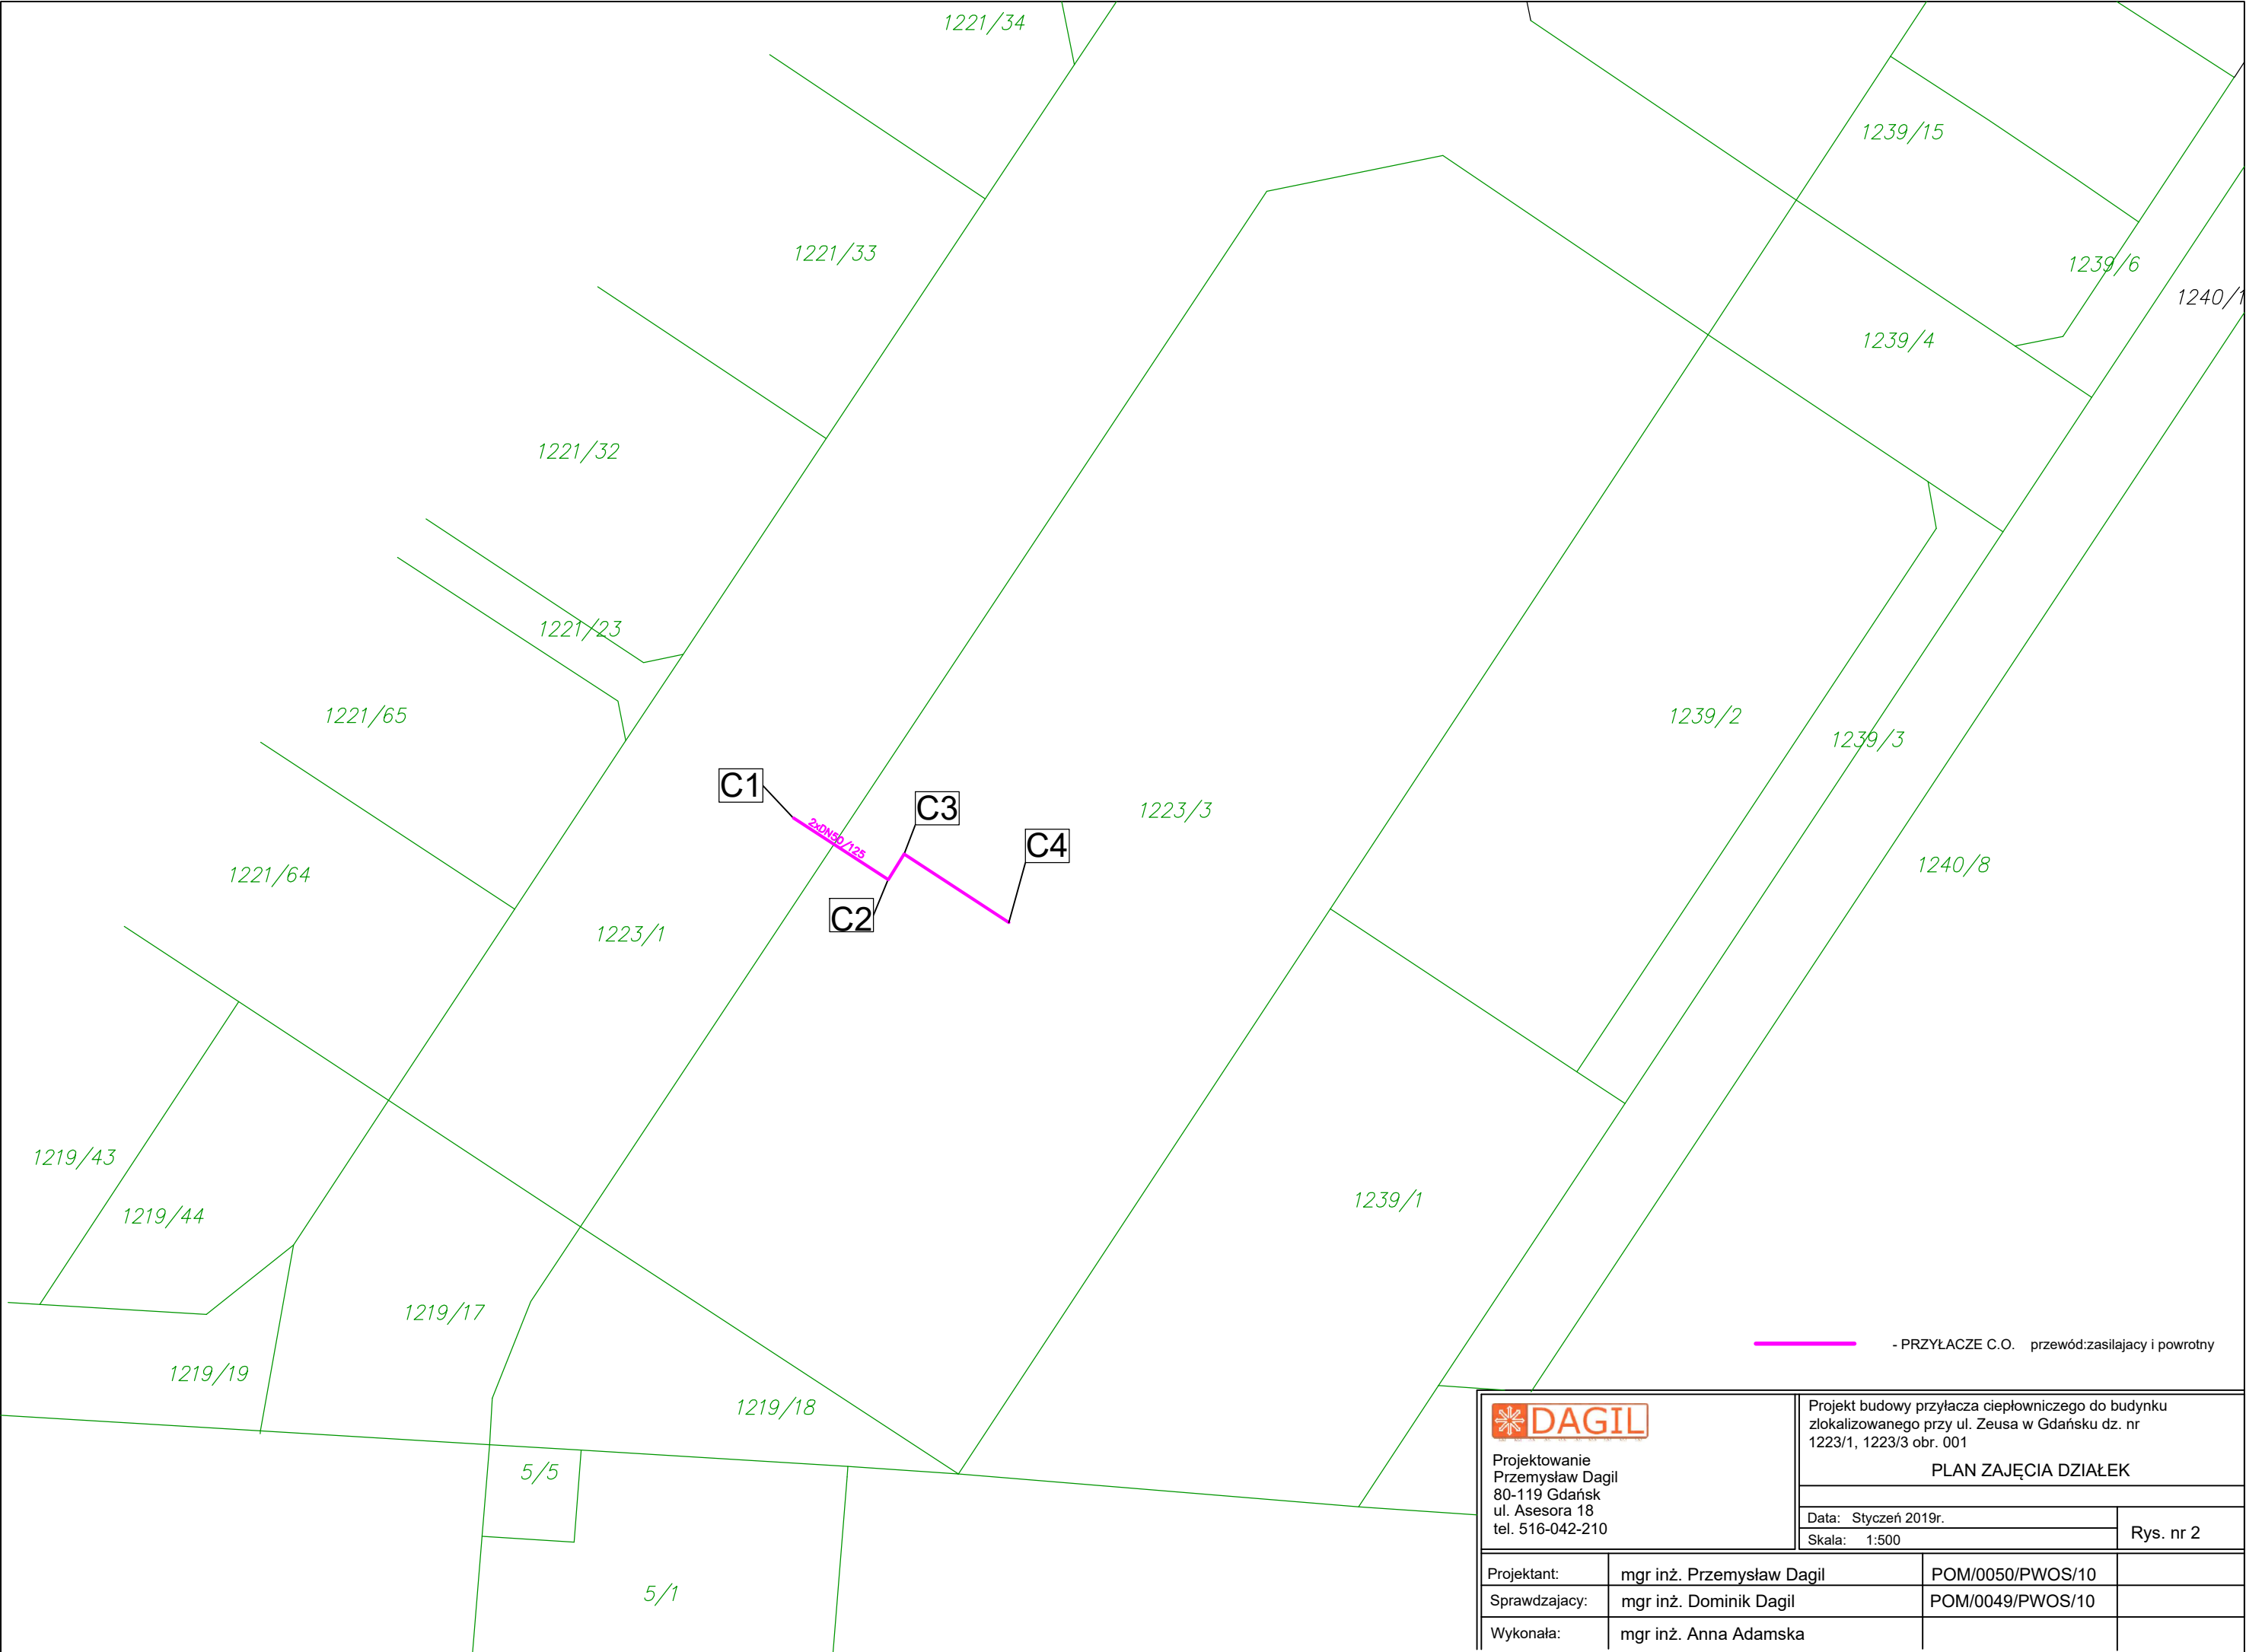 1221/34
1239/15
1221/33
1239/6
1240/1
1239/4
1221/32
1221/23
1221/65
1239/2
1239/3
C1
C3
1223/3
2xDN50/125
C4
1240/8
1221/64
C2
1223/1
1219/43
1239/1
1219/44
1219/17
- PRZYŁACZE C.O. przewód:zasilajacy i powrotny
1219/19
1219/18
5/5
5/1
DAGIL
Projektowanie
Przemysław Dagil
80-119 Gdańsk
ul. Asesora 18
tel. 516-042-210
Projekt budowy przyłacza ciepłowniczego do budynku
zlokalizowanego przy ul. Zeusa w Gdańsku dz. nr
1223/1, 1223/3 obr. 001
PLAN ZAJĘCIA DZIAŁEK
Data: Styczeń 2019r.
Skala: 1:500
Rys. nr 2
Projektant: mgr inż. Przemysław Dagil POM/0050/PWOS/10
Sprawdzajacy: mgr inż. Dominik Dagil POM/0049/PWOS/10
Wykonała: mgr inż. Anna Adamska